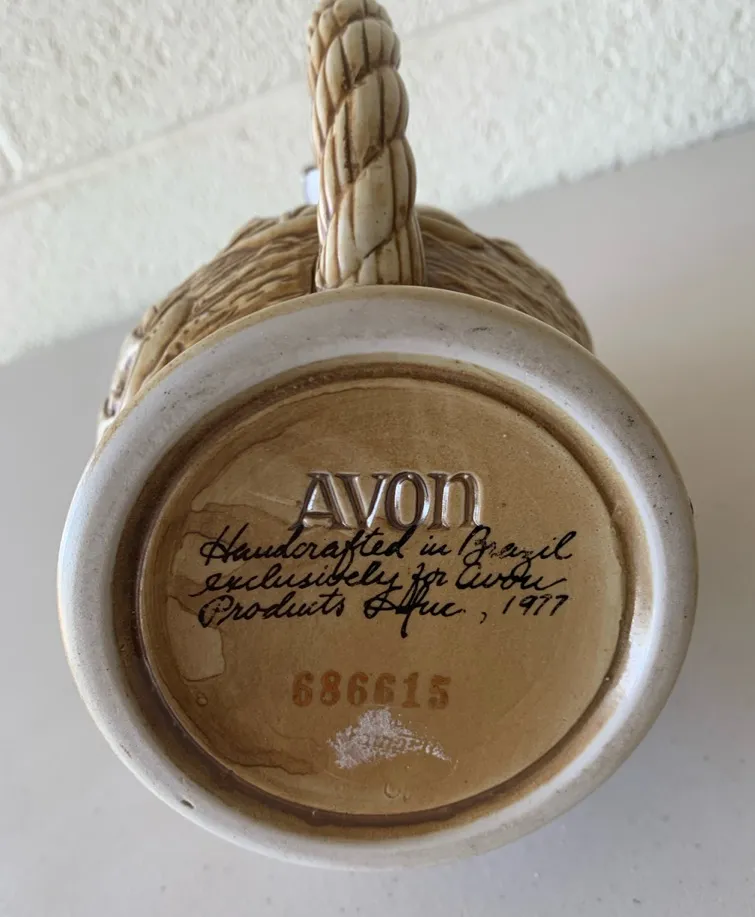 AVON
Handcrafted in Brazil
exclusively for Avon
Products Inc, 1977
686615